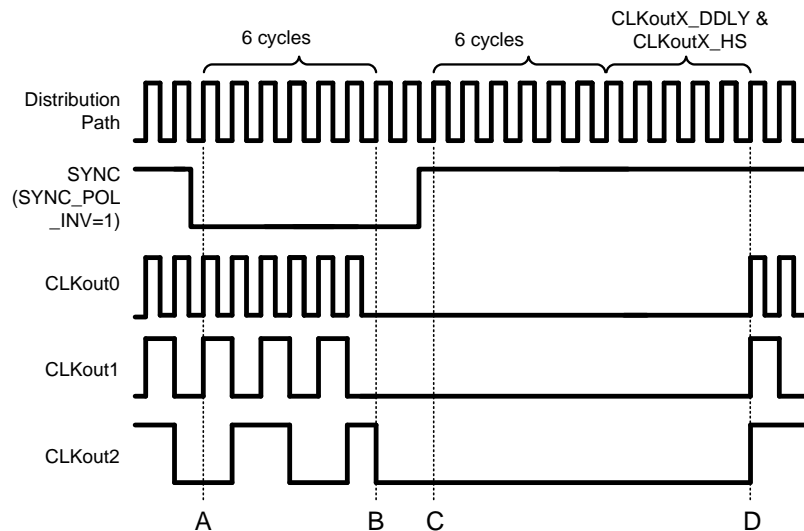 CLKoutX_DDLY &
CLKoutX_HS
6 cycles
6 cycles
Distribution
Path
SYNC
(SYNC_POL
_INV=1)
CLKout0
CLKout1
CLKout2
A
B
C
D